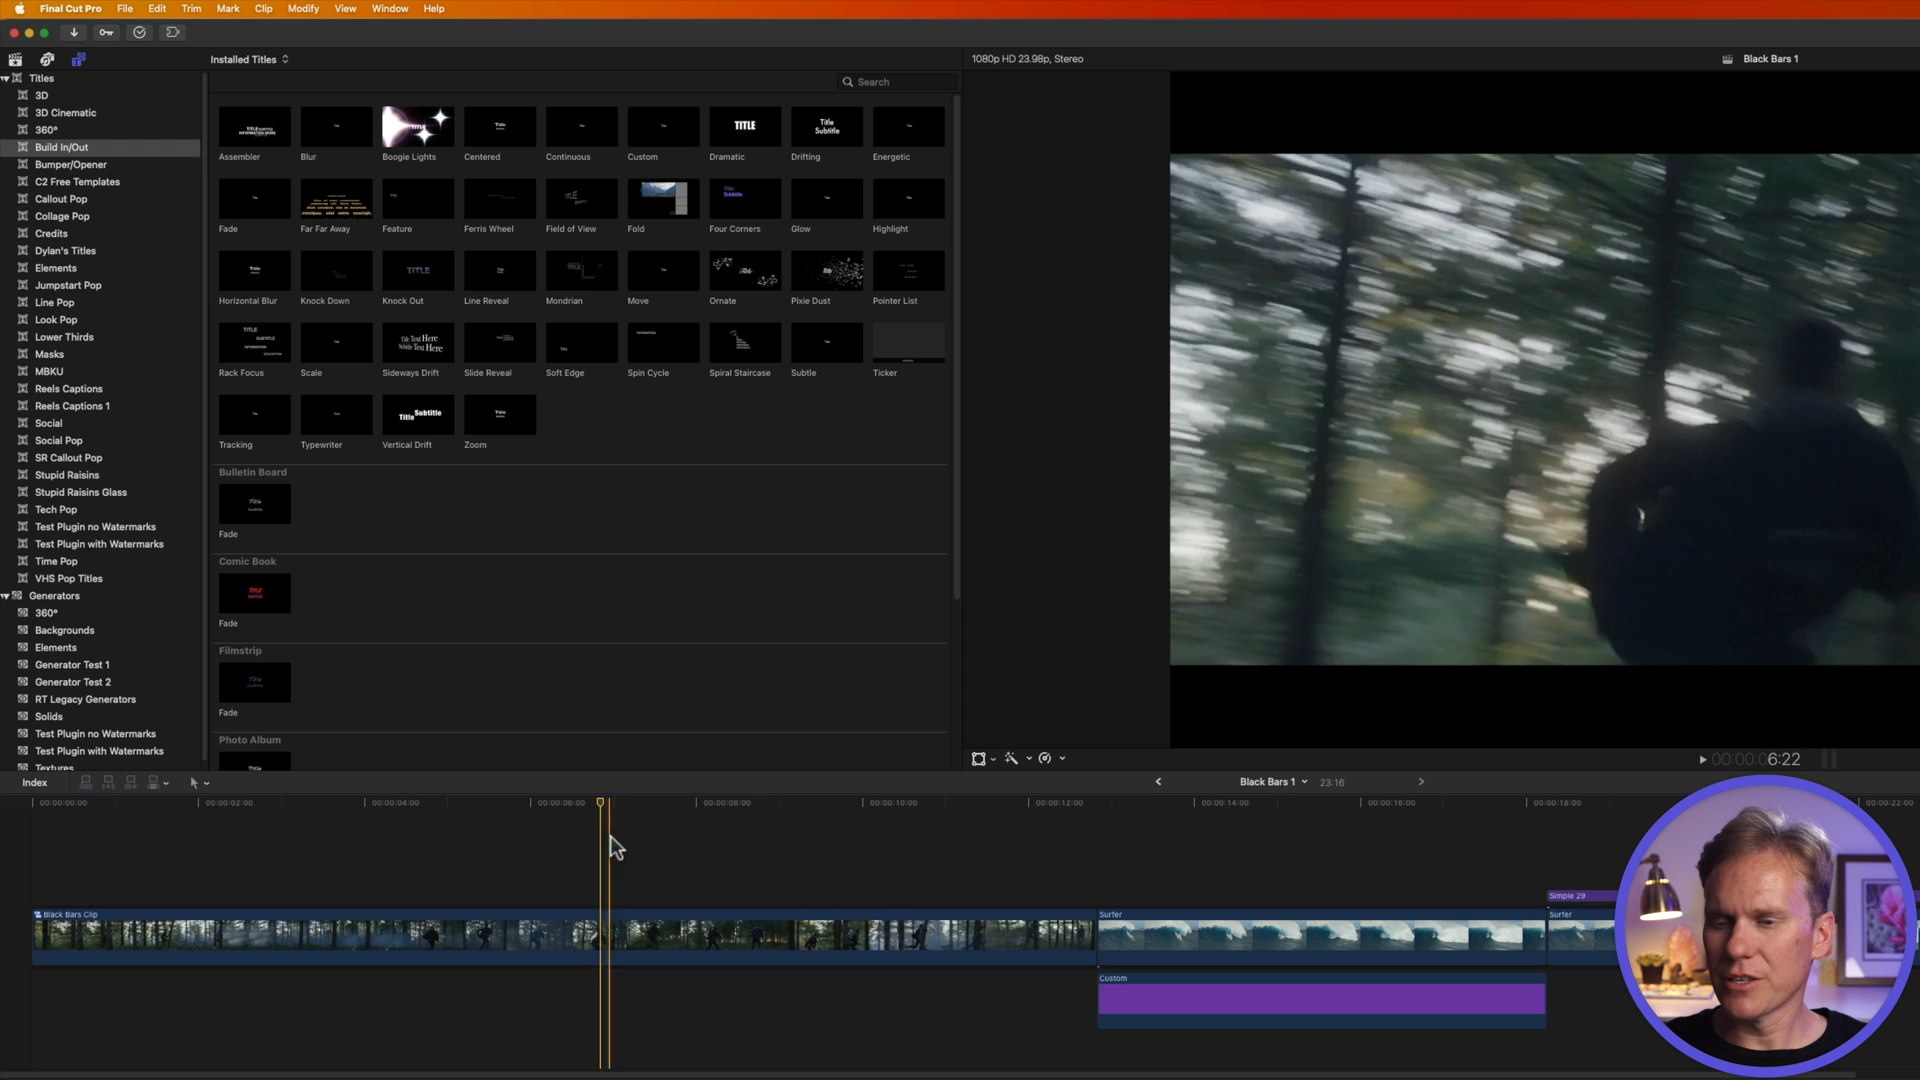 Final Cut Pro File Edit Trim Mark Clip Modify View Window Help
Installed Titles
Search
1080p HD 23.98p, Stereo
Black Bars 1
Titles
3D
3D Cinematic
360°
Build In/Out
Bumper/Opener
C2 Free Templates
Callout Pop
Collage Pop
Credits
Dylan's Titles
Elements
Jumpstart Pop
Line Pop
Look Pop
Lower Thirds
Masks
MBKU
Reels Captions
Reels Captions 1
Social
Social Pop
SR Callout Pop
Stupid Raisins
Stupid Raisins Glass
Tech Pop
Test Plugin no Watermarks
Test Plugin with Watermarks
Time Pop
VHS Pop Titles
Generators
360°
Backgrounds
Elements
Generator Test 1
Generator Test 2
RT Legacy Generators
Solids
Test Plugin no Watermarks
Test Plugin with Watermarks
Textures
TITLE
Title
Subtitle
Assembler Blur Boogie Lights Centered Continuous Custom Dramatic Drifting Energetic
Fade Far Far Away Feature Ferris Wheel Field of View Fold Four Corners Glow Highlight
TITLE
Horizontal Blur Knock Down Knock Out Line Reveal Mondrian Move Ornate Pixie Dust Pointer List
Title Text Here
Subtitle Text Here
Rack Focus Scale Sideways Drift Slide Reveal Soft Edge Spin Cycle Spiral Staircase Subtle Ticker
Title Subtitle
Tracking Typewriter Vertical Drift Zoom
Bulletin Board
Fade
Comic Book
Fade
Filmstrip
Fade
Photo Album
00:00:06:22
Index
Black Bars 1 23:16
00:00:00:00 00:00:02:00 00:00:04:00 00:00:06:00 00:00:08:00 00:00:10:00 00:00:12:00 00:00:14:00 00:00:16:00 00:00:18:00 00:00:22:00
Simple 29
Black Bars Clip
Surfer
Surfer
Custom